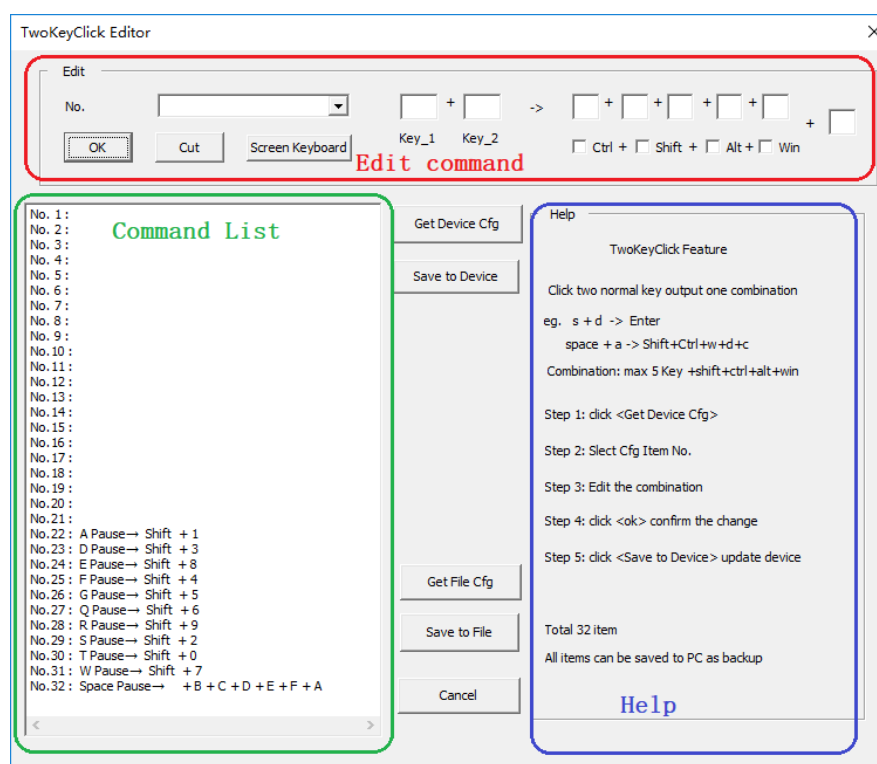 TwoKeyClick Editor
Edit
No.
+ -> + + + +
+
OK Cut Screen Keyboard Key_1 Key_2 Ctrl + Shift + Alt + Win
Edit command
Command List
No. 1:
No. 2:
No. 3:
No. 4:
No. 5:
No. 6:
No. 7:
No. 8:
No. 9:
No.10:
No.11:
No.12:
No.13:
No.14:
No.15:
No.16:
No.17:
No.18:
No.19:
No.20:
No.21:
No.22: A Pause→ Shift + 1
No.23: D Pause→ Shift + 3
No.24: E Pause→ Shift + 8
No.25: F Pause→ Shift + 4
No.26: G Pause→ Shift + 5
No.27: Q Pause→ Shift + 6
No.28: R Pause→ Shift + 9
No.29: S Pause→ Shift + 2
No.30: T Pause→ Shift + 0
No.31: W Pause→ Shift + 7
No.32: Space Pause→ + B + C + D + E + F + A
Get Device Cfg
Save to Device
Get File Cfg
Save to File
Cancel
Help
TwoKeyClick Feature
Click two normal key output one combination
eg. s + d -> Enter
space + a -> Shift+Ctrl+w+d+c
Combination: max 5 Key +shift+ctrl+alt+win
Step 1: click <Get Device Cfg>
Step 2: Slect Cfg Item No.
Step 3: Edit the combination
Step 4: click <ok> confirm the change
Step 5: click <Save to Device> update device
Total 32 item
All items can be saved to PC as backup
Help